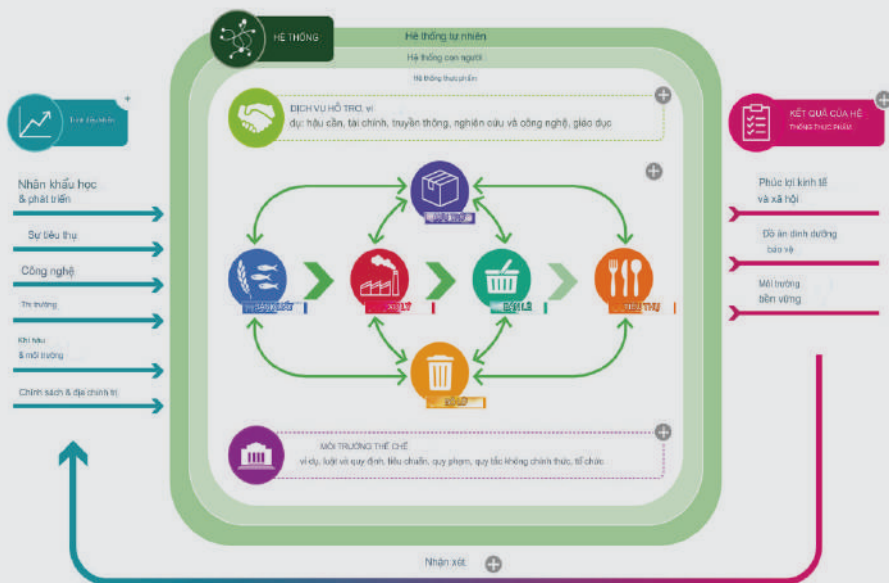 HỆ THỐNG
Hệ thống tự nhiên
Hệ thống con người
Hệ thống thực phẩm
DỊCH VỤ HỖ TRỢ, ví
dụ: hậu cần, tài chính, truyền thông, nghiên cứu và công nghệ, giáo dục
KẾT QUẢ CỦA HỆ
THỐNG THỰC PHẨM
Nhân khẩu học
& phát triển
Sự tiêu thụ
Công nghệ
Thị trường
Khí hậu
& môi trường
Chính sách & địa chính trị
XỬ LÝ
BÁN LẺ
TIÊU THỤ
Phúc lợi kinh tế
và xã hội
Đồ ăn dinh dưỡng
bảo vệ
Môi trường
bền vững
MÔI TRƯỜNG THỂ CHẾ
ví dụ, luật và quy định, tiêu chuẩn, quy phạm, quy tắc không chính thức, tổ chức
Nhận xét